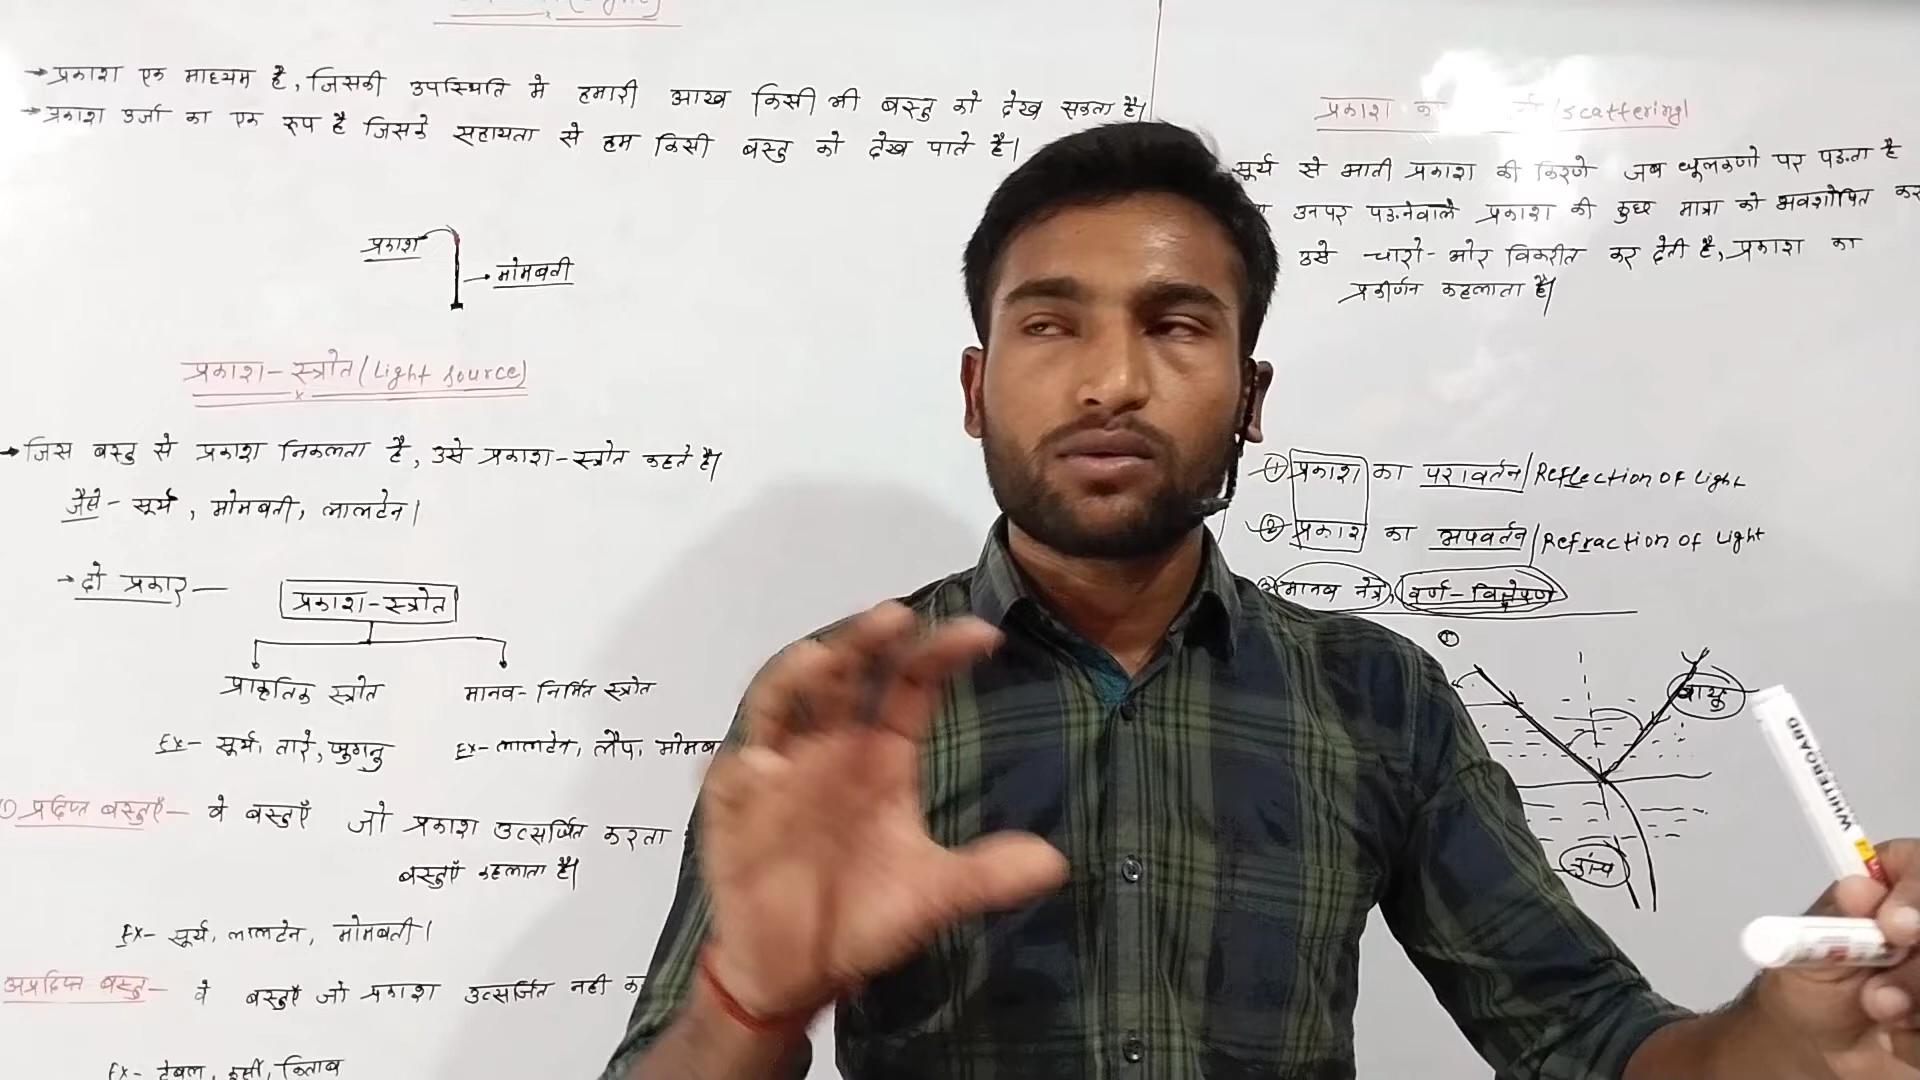 → प्रकाश एक माध्यम है, जिसकी उपस्थिति मे हमारी आख किसी भी बस्तु को देख सकता है।
→ प्रकाश उर्जा का एक रूप है जिसके सहायता से हम किसी बस्तु को देख पाते है।
प्रकाश
मोमबती
प्रकाश-स्त्रोत (Light source)
→ जिस बस्तु से प्रकाश निकलता है, उसे प्रकाश-स्त्रोत कहते है।
जैसे - सूर्य, मोमबती, लालटेन।
→ दो प्रकार —
प्रकाश-स्त्रोत
प्राकृतिक स्त्रोत
मानव-निर्मित स्त्रोत
Ex- सूर्य, तारे, जुगनु
Ex- लालटेन, लैंप, मोमब
① प्रदिप्त बस्तुएँ — वे बस्तुएँ जो प्रकाश उत्सर्जित करता
बस्तुएँ कहलाता है।
Ex- सूर्य, लालटेन, मोमबती।
अप्रदिप्त बस्तु — वे बस्तुएँ जो प्रकाश उत्सर्जित नही क
Ex- टेबल, कुर्सी, किताब
प्रकाश का /scattering)
सूर्य से आती प्रकाश की किरणे जब धूलकणो पर पड़ता है
उनपर पड़नेवाले प्रकाश की कुछ मात्रा को अवशोषित कर
उसे चारो-ओर विकरीत कर देती है, प्रकाश का
प्रकीर्णन कहलाता है।
① प्रकाश का परावर्तन/Reflection of Light
② प्रकाश का अपवर्तन/Refraction of Light
मानव नेत्र, वर्ण-विक्षेपण
①
वायु
WHITEBOARD